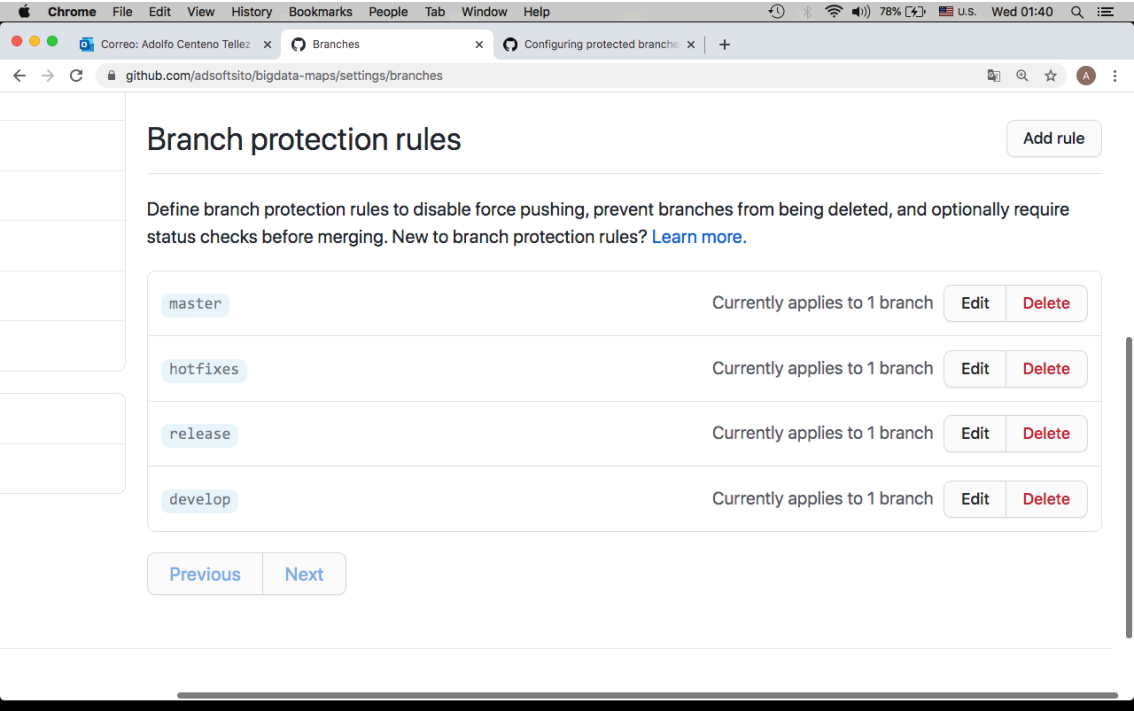 Chrome File Edit View History Bookmarks People Tab Window Help 78% U.S. Wed 01:40
Correo: Adolfo Centeno Tellez Branches Configuring protected branche
github.com/adsoftsito/bigdata-maps/settings/branches A
Branch protection rules Add rule
Define branch protection rules to disable force pushing, prevent branches from being deleted, and optionally require
status checks before merging. New to branch protection rules? Learn more.
master Currently applies to 1 branch Edit Delete
hotfixes Currently applies to 1 branch Edit Delete
release Currently applies to 1 branch Edit Delete
develop Currently applies to 1 branch Edit Delete
Previous Next